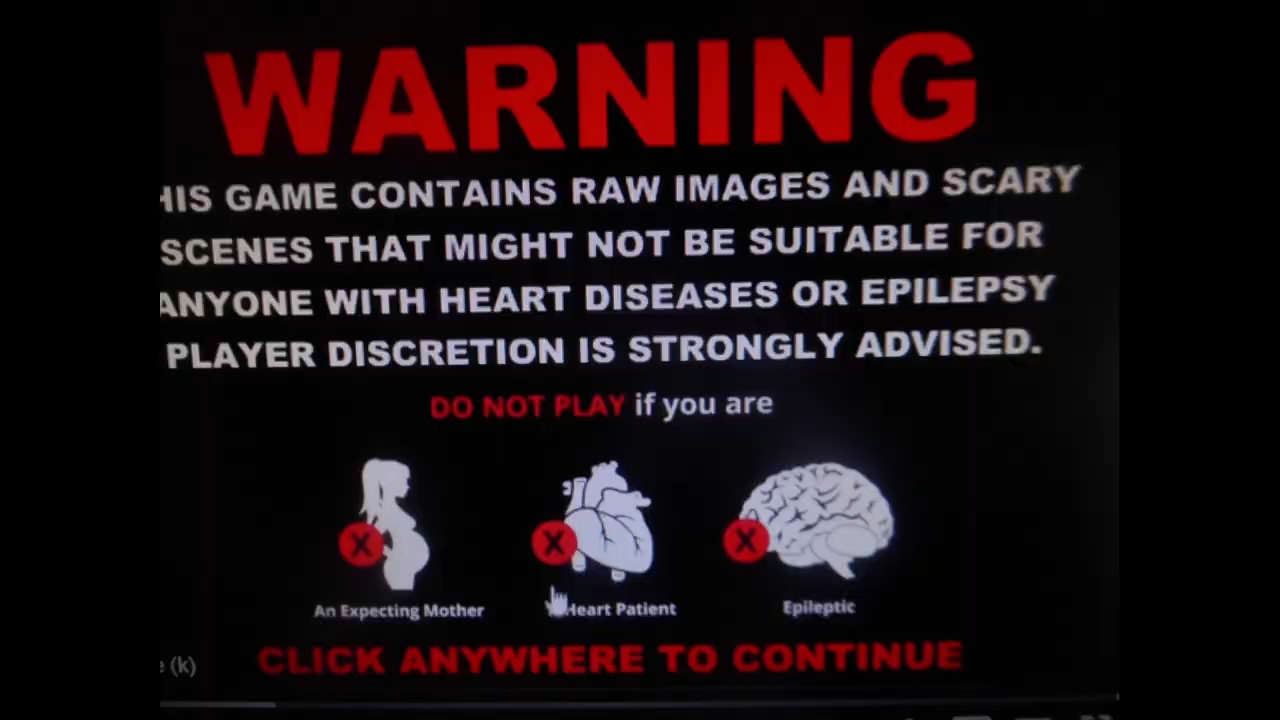 WARNING
HIS GAME CONTAINS RAW IMAGES AND SCARY
SCENES THAT MIGHT NOT BE SUITABLE FOR
ANYONE WITH HEART DISEASES OR EPILEPSY
PLAYER DISCRETION IS STRONGLY ADVISED.
DO NOT PLAY if you are
X X X
An Expecting Mother Heart Patient Epileptic
CLICK ANYWHERE TO CONTINUE
e (k)